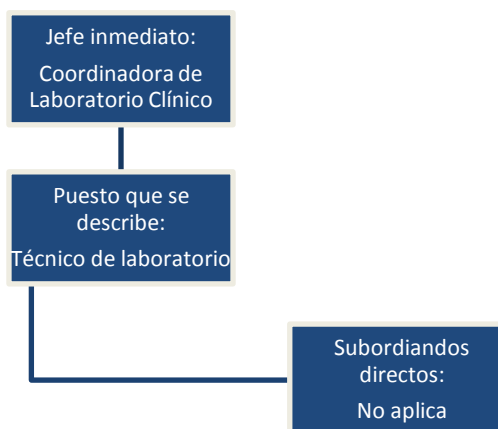 Jefe inmediato:
Coordinadora de
Laboratorio Clínico
Puesto que se
describe:
Técnico de laboratorio
Subordiandos
directos:
No aplica